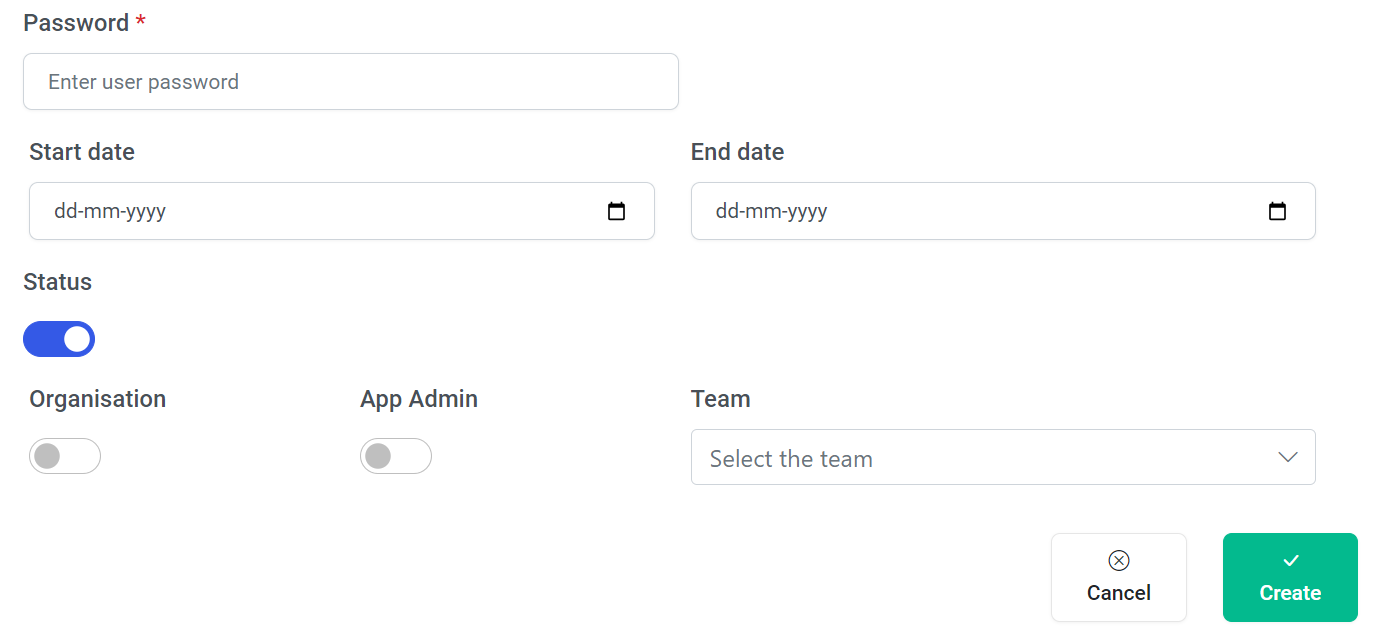 Password *
Enter user password
Start date
End date
dd-mm-yyyy
dd-mm-yyyy
Status
Organisation
App Admin
Team
Select the team
Cancel
Create